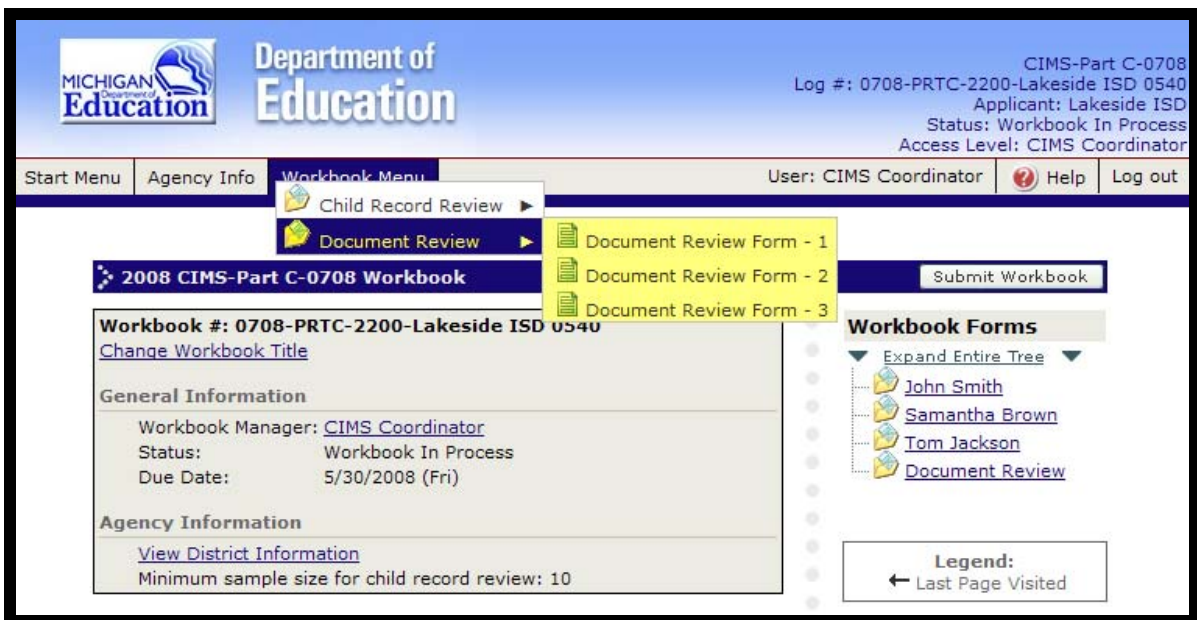 MICHIGAN
Department of
Education
Department of
Education
CIMS-Part C-0708
Log #: 0708-PRTC-2200-Lakeside ISD 0540
Applicant: Lakeside ISD
Status: Workbook In Process
Access Level: CIMS Coordinator
Start Menu Agency Info Workbook Menu User: CIMS Coordinator Help Log out
Child Record Review
Document Review
Document Review Form - 1
Document Review Form - 2
Document Review Form - 3
2008 CIMS-Part C-0708 Workbook Submit Workbook
Workbook #: 0708-PRTC-2200-Lakeside ISD 0540
Change Workbook Title
General Information
Workbook Manager: CIMS Coordinator
Status: Workbook In Process
Due Date: 5/30/2008 (Fri)
Agency Information
View District Information
Minimum sample size for child record review: 10
Workbook Forms
Expand Entire Tree
John Smith
Samantha Brown
Tom Jackson
Document Review
Legend:
Last Page Visited